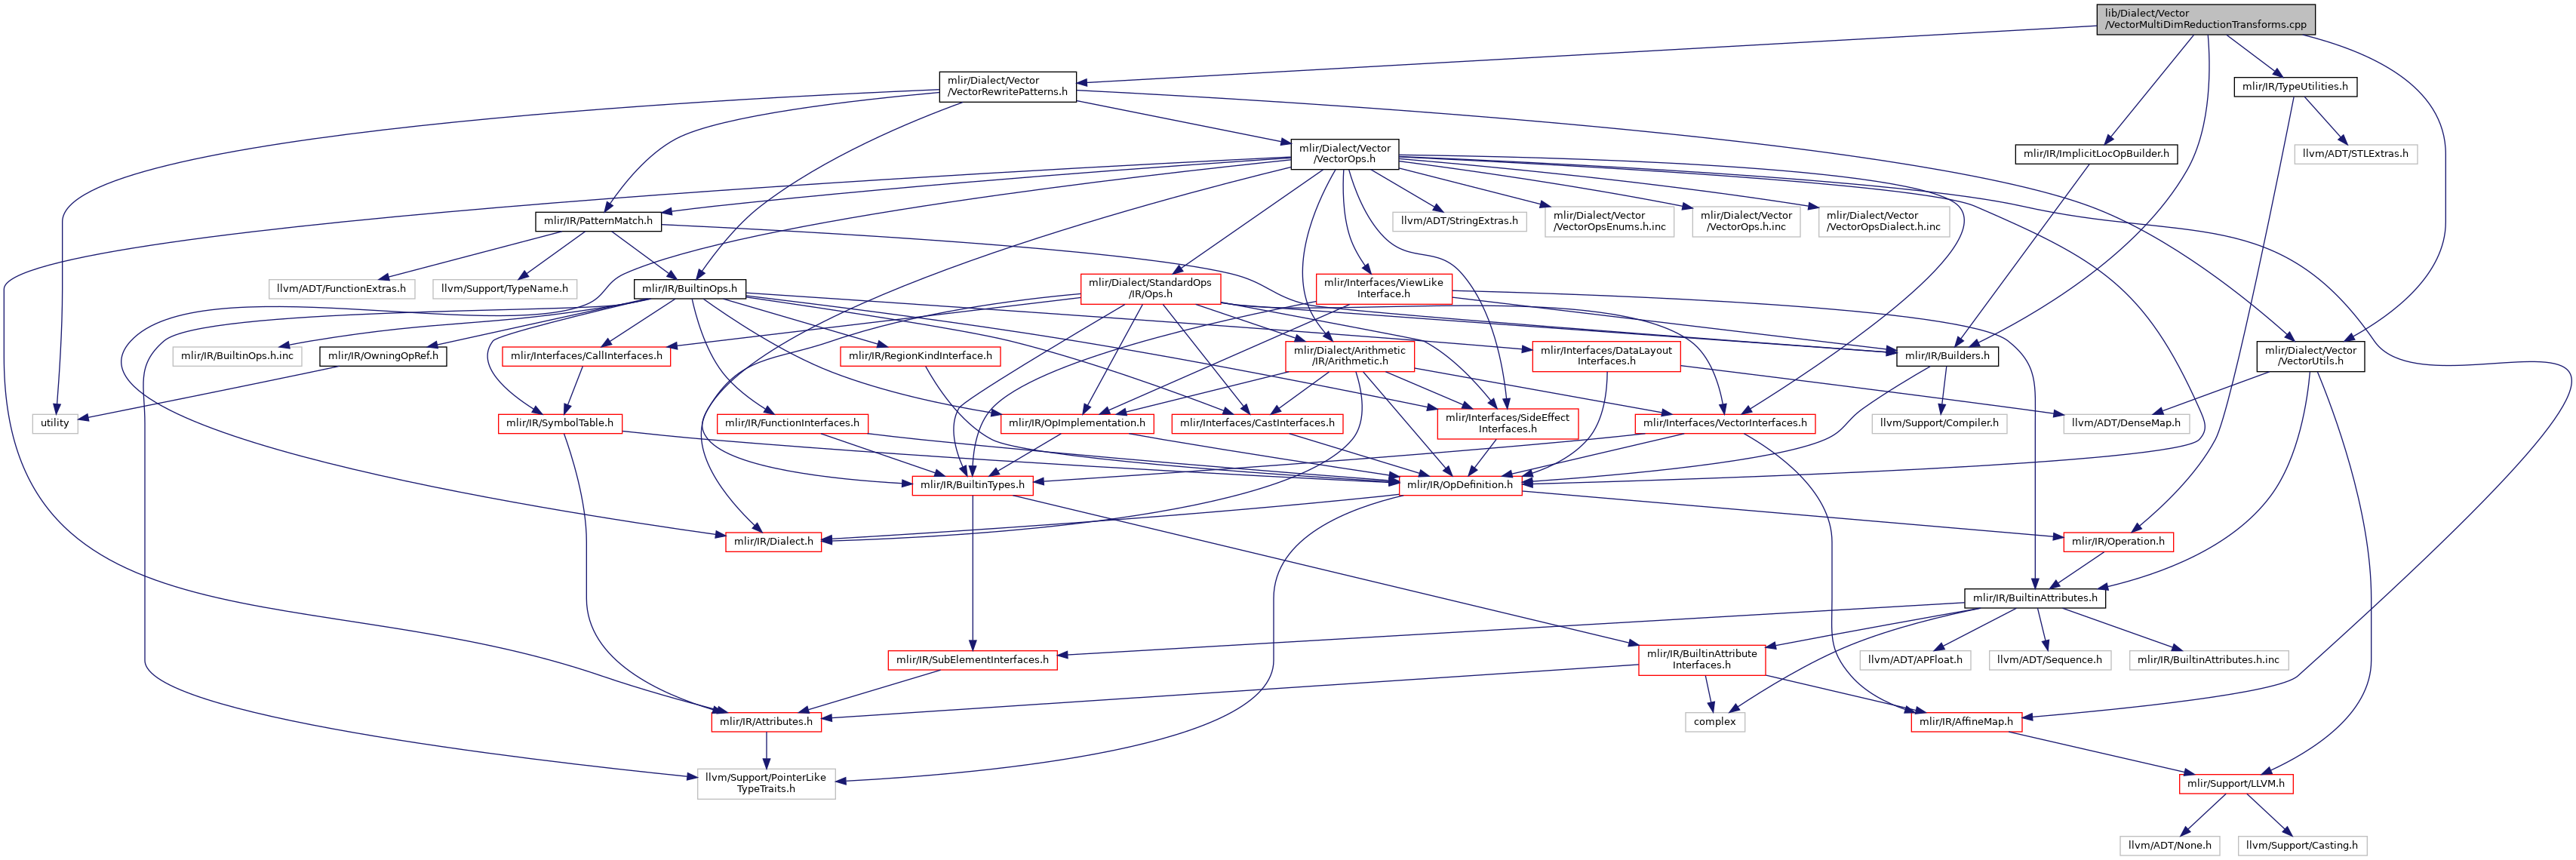 lib/Dialect/Vector
/VectorMultiDimReductionTransforms.cpp
mlir/Dialect/Vector
/VectorRewritePatterns.h
mlir/IR/TypeUtilities.h
mlir/Dialect/Vector
/VectorOps.h
mlir/IR/ImplicitLocOpBuilder.h
llvm/ADT/STLExtras.h
mlir/IR/PatternMatch.h
llvm/ADT/StringExtras.h
mlir/Dialect/Vector
/VectorOpsEnums.h.inc
mlir/Dialect/Vector
/VectorOps.h.inc
mlir/Dialect/Vector
/VectorOpsDialect.h.inc
llvm/ADT/FunctionExtras.h
llvm/Support/TypeName.h
mlir/IR/BuiltinOps.h
mlir/Dialect/StandardOps
/IR/Ops.h
mlir/Interfaces/ViewLike
Interface.h
mlir/IR/BuiltinOps.h.inc
mlir/IR/OwningOpRef.h
mlir/Interfaces/CallInterfaces.h
mlir/IR/RegionKindInterface.h
mlir/Dialect/Arithmetic
/IR/Arithmetic.h
mlir/Interfaces/DataLayout
Interfaces.h
mlir/IR/Builders.h
mlir/Dialect/Vector
/VectorUtils.h
utility
mlir/IR/SymbolTable.h
mlir/IR/FunctionInterfaces.h
mlir/IR/OpImplementation.h
mlir/Interfaces/CastInterfaces.h
mlir/Interfaces/SideEffect
Interfaces.h
mlir/Interfaces/VectorInterfaces.h
llvm/Support/Compiler.h
llvm/ADT/DenseMap.h
mlir/IR/BuiltinTypes.h
mlir/IR/OpDefinition.h
mlir/IR/Dialect.h
mlir/IR/Operation.h
mlir/IR/BuiltinAttributes.h
mlir/IR/SubElementInterfaces.h
mlir/IR/BuiltinAttribute
Interfaces.h
llvm/ADT/APFloat.h
llvm/ADT/Sequence.h
mlir/IR/BuiltinAttributes.h.inc
mlir/IR/Attributes.h
complex
mlir/IR/AffineMap.h
llvm/Support/PointerLike
TypeTraits.h
mlir/Support/LLVM.h
llvm/ADT/None.h
llvm/Support/Casting.h